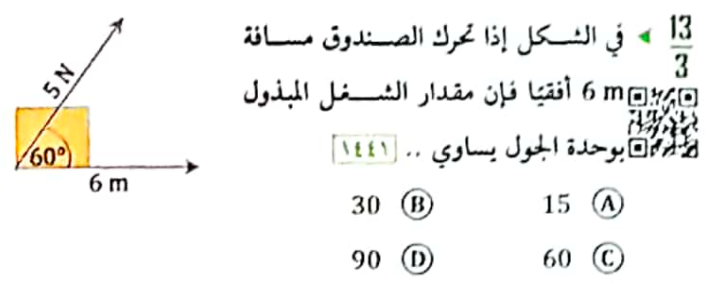 13/3 ◄ في الشكل إذا تحرك الصندوق مسافة
6 m أفقيًا فإن مقدار الشغل المبذول
بوحدة الجول يساوي .. ١٤٤١
A 15 B 30
C 60 D 90
5 N
60°
6 m